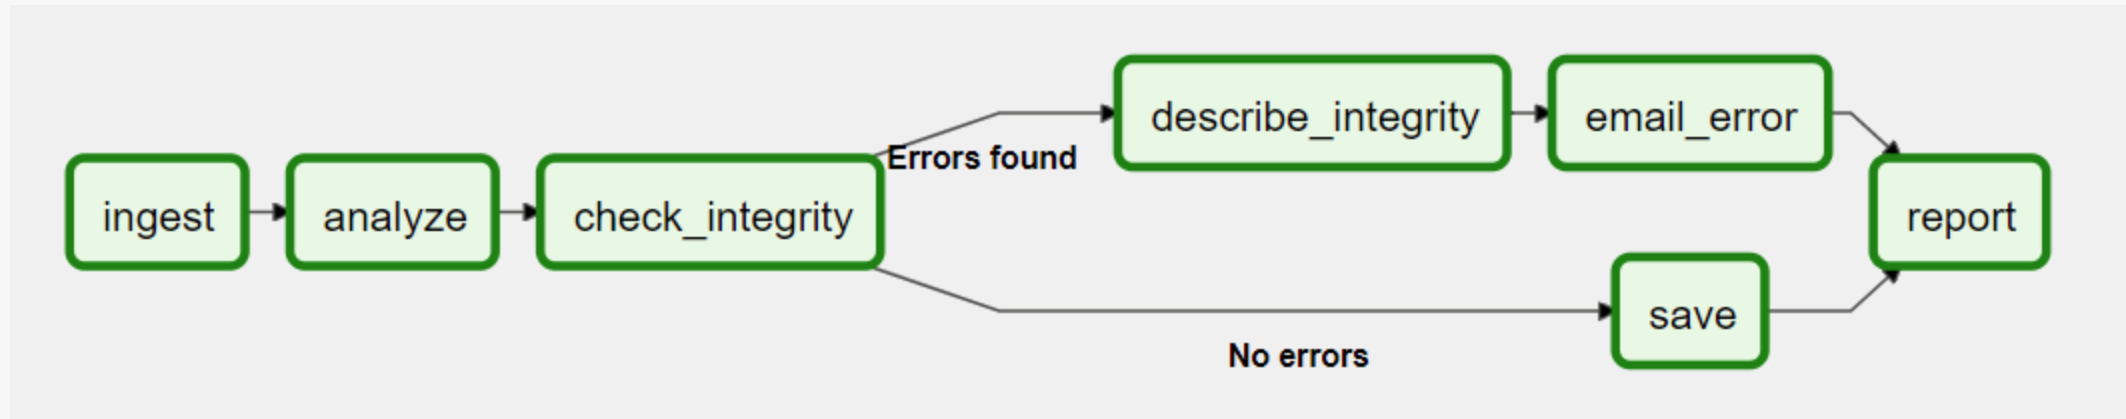 ingest
analyze
check_integrity
Errors found
describe_integrity
email_error
No errors
save
report